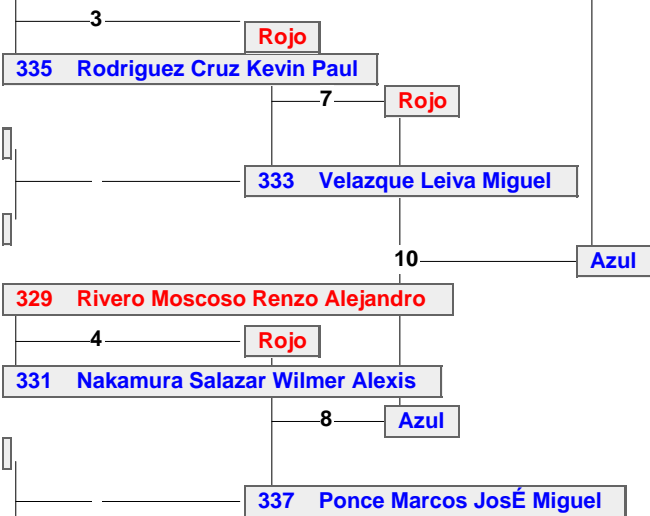 3
Rojo
335 Rodriguez Cruz Kevin Paul
7 Rojo
333 Velazque Leiva Miguel
10 Azul
329 Rivero Moscoso Renzo Alejandro
4 Rojo
331 Nakamura Salazar Wilmer Alexis
8 Azul
337 Ponce Marcos JosÉ Miguel